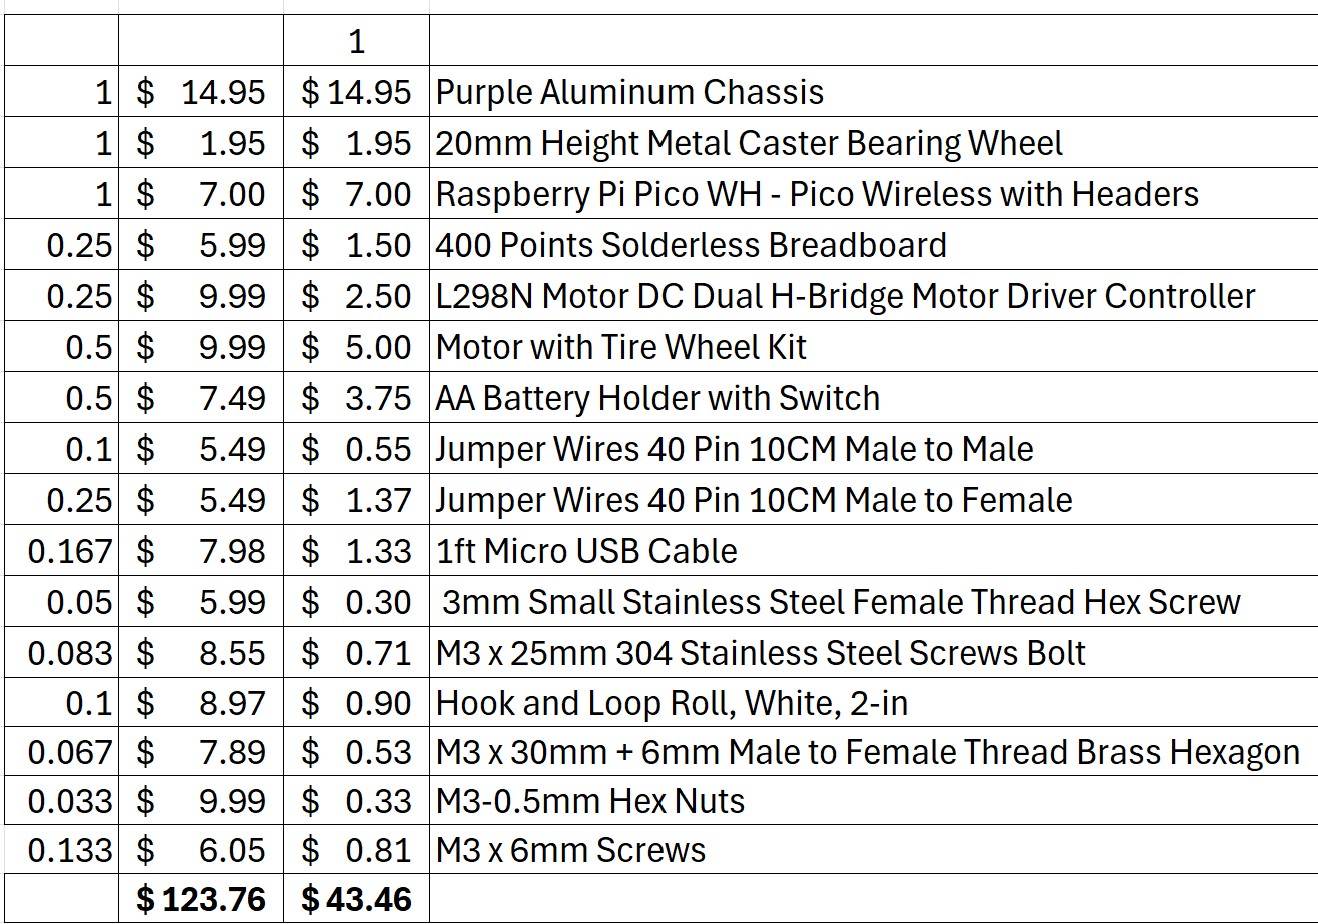 1
1 $ 14.95 $ 14.95 Purple Aluminum Chassis
1 $ 1.95 $ 1.95 20mm Height Metal Caster Bearing Wheel
1 $ 7.00 $ 7.00 Raspberry Pi Pico WH - Pico Wireless with Headers
0.25 $ 5.99 $ 1.50 400 Points Solderless Breadboard
0.25 $ 9.99 $ 2.50 L298N Motor DC Dual H-Bridge Motor Driver Controller
0.5 $ 9.99 $ 5.00 Motor with Tire Wheel Kit
0.5 $ 7.49 $ 3.75 AA Battery Holder with Switch
0.1 $ 5.49 $ 0.55 Jumper Wires 40 Pin 10CM Male to Male
0.25 $ 5.49 $ 1.37 Jumper Wires 40 Pin 10CM Male to Female
0.167 $ 7.98 $ 1.33 1ft Micro USB Cable
0.05 $ 5.99 $ 0.30 3mm Small Stainless Steel Female Thread Hex Screw
0.083 $ 8.55 $ 0.71 M3 x 25mm 304 Stainless Steel Screws Bolt
0.1 $ 8.97 $ 0.90 Hook and Loop Roll, White, 2-in
0.067 $ 7.89 $ 0.53 M3 x 30mm + 6mm Male to Female Thread Brass Hexagon
0.033 $ 9.99 $ 0.33 M3-0.5mm Hex Nuts
0.133 $ 6.05 $ 0.81 M3 x 6mm Screws
$ 123.76 $ 43.46